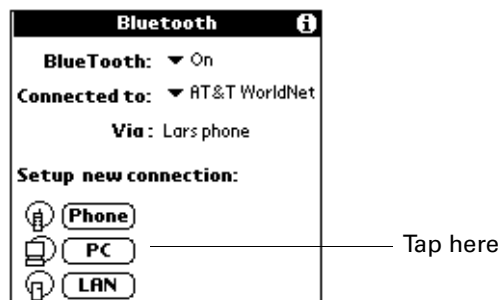 Bluetooth
BlueTooth: On
Connected to: AT&T WorldNet
Via: Lars phone
Setup new connection:
Phone
PC Tap here
LAN